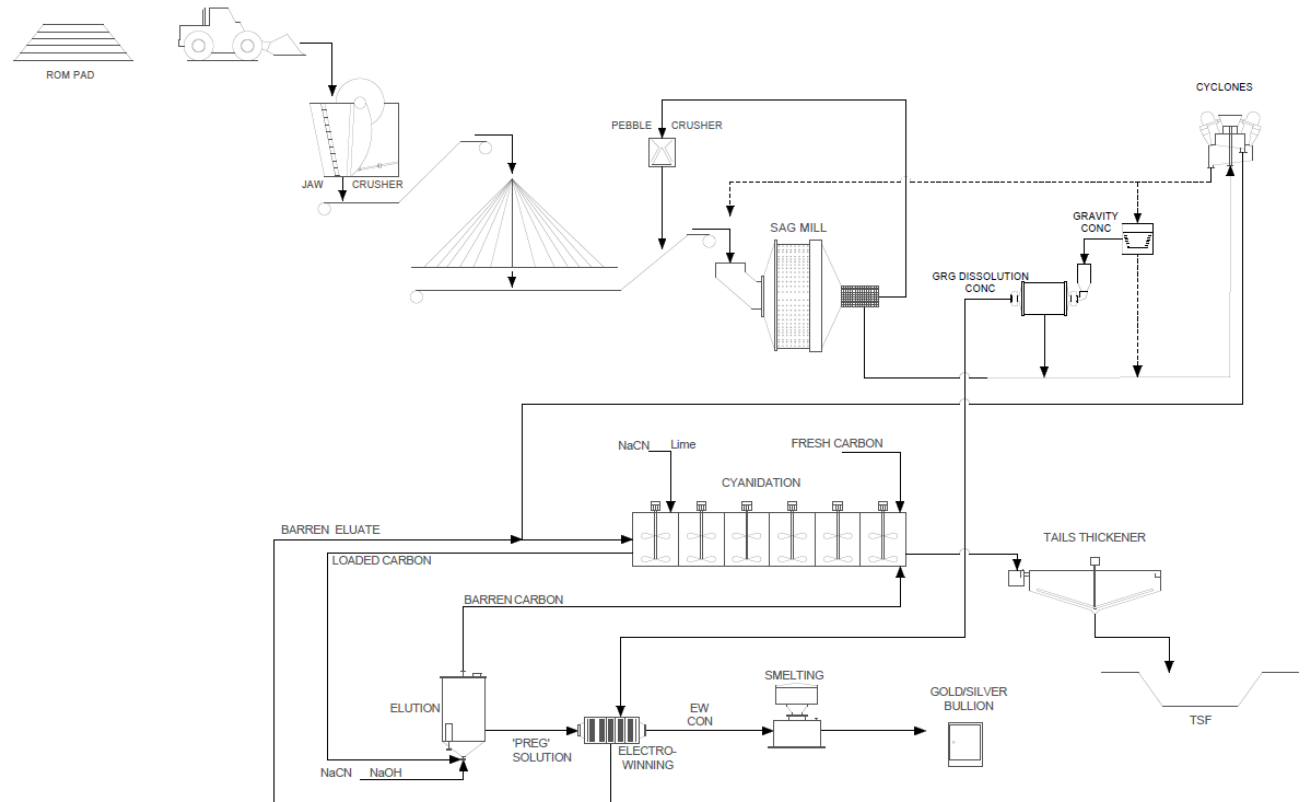 ROM PAD
JAW CRUSHER
PEBBLE CRUSHER
CYCLONES
SAG MILL
GRAVITY
CONC
GRG DISSOLUTION
CONC
NaCN Lime
FRESH CARBON
CYANIDATION
BARREN ELUATE
LOADED CARBON
BARREN CARBON
TAILS THICKENER
ELUTION
'PREG'
SOLUTION
NaCN NaOH
ELECTRO-
WINNING
EW
CON
SMELTING
GOLD/SILVER
BULLION
TSF